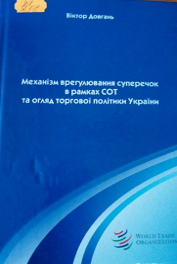 Віктор Довгань
Механізм врегулювання суперечок
в рамках СОТ
та огляд торгової політики України
WORLD TRADE
ORGANIZATION